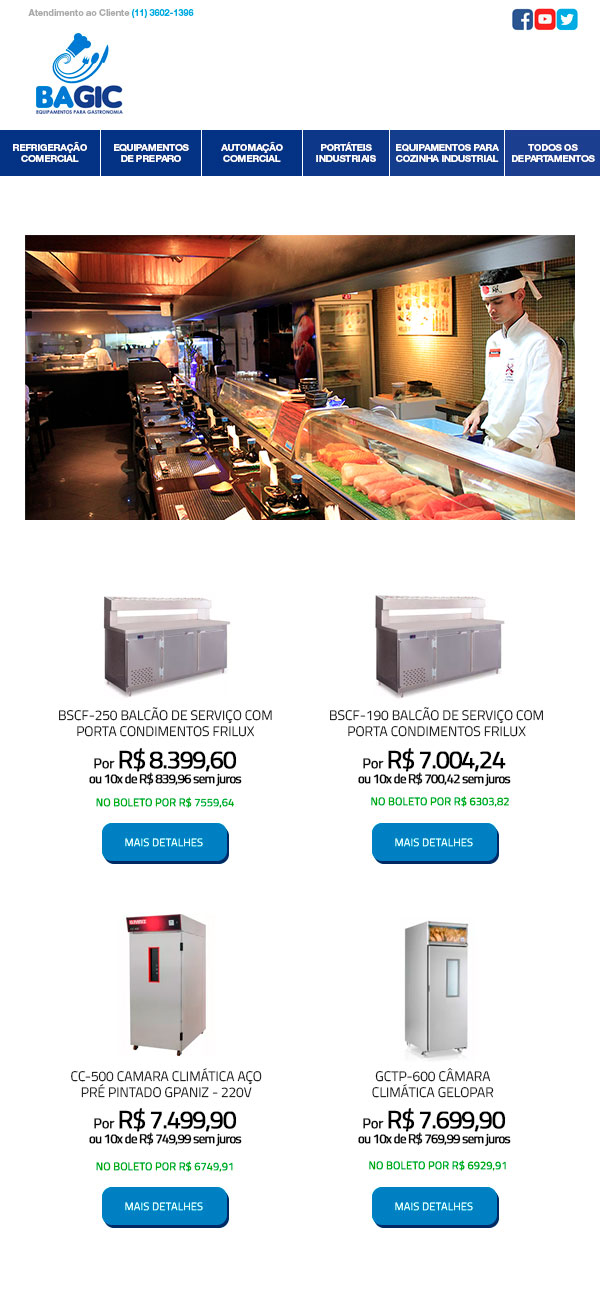 Atendimento ao Cliente (11) 3602-1396
BAGIC
EQUIPAMENTOS PARA GASTRONOMIA
REFRIGERAÇÃO
COMERCIAL
EQUIPAMENTOS
DE PREPARO
AUTOMAÇÃO
COMERCIAL
PORTÁTEIS
INDUSTRIAIS
EQUIPAMENTOS PARA
COZINHA INDUSTRIAL
TODOS OS
DEPARTAMENTOS
BSCF-250 BALCÃO DE SERVIÇO COM
PORTA CONDIMENTOS FRILUX
Por R$ 8.399,60
ou 10x de R$ 839,96 sem juros
NO BOLETO POR R$ 7559,64
MAIS DETALHES
BSCF-190 BALCÃO DE SERVIÇO COM
PORTA CONDIMENTOS FRILUX
Por R$ 7.004,24
ou 10x de R$ 700,42 sem juros
NO BOLETO POR R$ 6303,82
MAIS DETALHES
CC-500 CAMARA CLIMÁTICA AÇO
PRÉ PINTADO GPANIZ - 220V
Por R$ 7.499,90
ou 10x de R$ 749,99 sem juros
NO BOLETO POR R$ 6749,91
MAIS DETALHES
GCTP-600 CÂMARA
CLIMÁTICA GELOPAR
Por R$ 7.699,90
ou 10x de R$ 769,99 sem juros
NO BOLETO POR R$ 6929,91
MAIS DETALHES